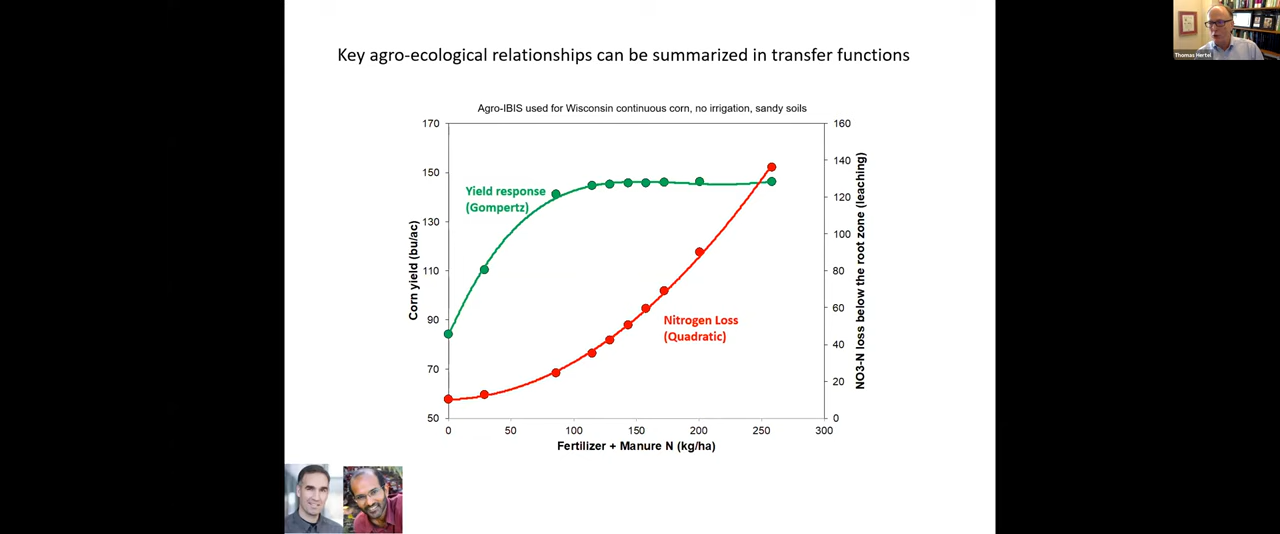 Thomas Hertel
Key agro-ecological relationships can be summarized in transfer functions
Agro-IBIS used for Wisconsin continuous corn, no irrigation, sandy soils
170
150
130
110
90
70
50
Corn yield (bu/ac)
160
140
120
100
80
60
40
20
0
NO3-N loss below the root zone (leaching)
Yield response
(Gompertz)
Nitrogen Loss
(Quadratic)
0 50 100 150 200 250 300
Fertilizer + Manure N (kg/ha)